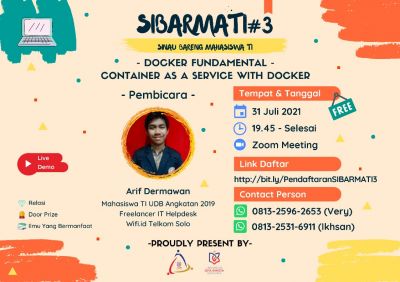 SIBARMATI#3
SINAU BARENG MAHASISWA TI
- DOCKER FUNDAMENTAL -
CONTAINER AS A SERVICE WITH DOCKER
- Pembicara -
Arif Dermawan
Mahasiswa TI UDB Angkatan 2019
Freelancer IT Helpdesk
Wifi.id Telkom Solo
Live
Demo
Relasi
Door Prize
Emu Yang Bermanfaat
Tempat & Tanggal
FREE
31 Juli 2021
19.45 - Selesai
Zoom Meeting
Link Daftar
http://bit.ly/PendaftaranSIBARMATI3
Contact Person
0813-2596-2653 (Very)
0813-2531-6911 (Ikhsan)
-PROUDLY PRESENT BY-